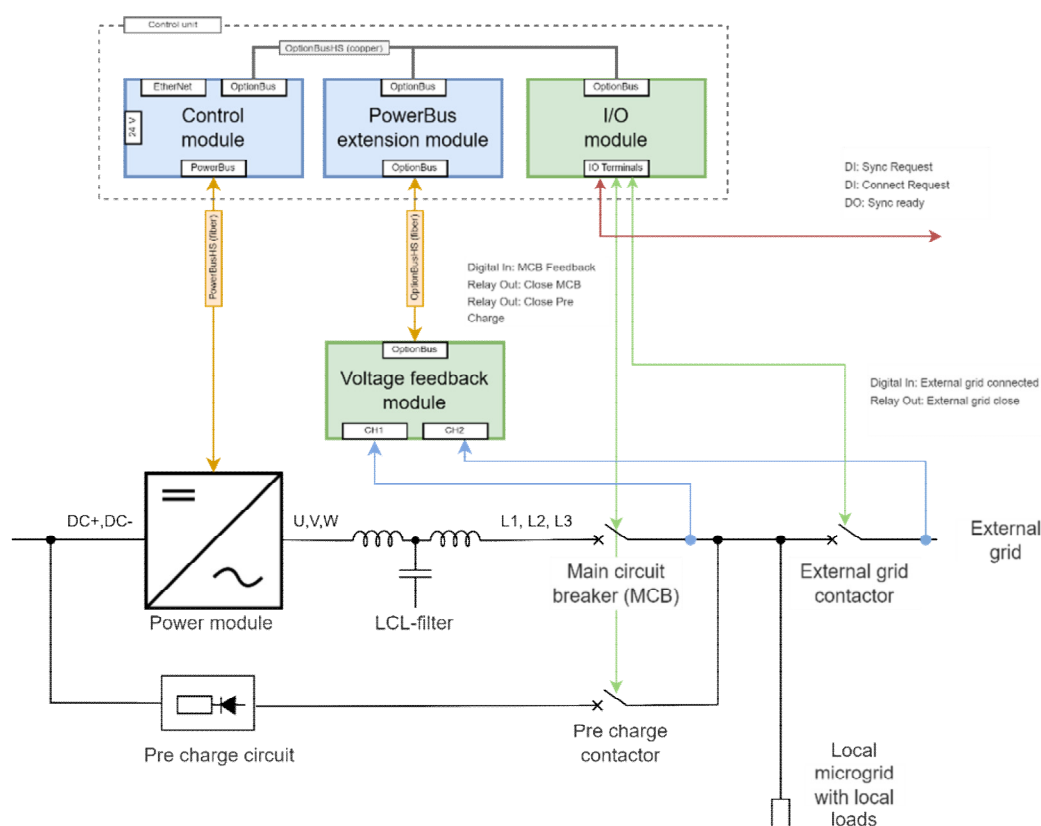 Control unit
OptionBusHS (copper)
EtherNet
OptionBus
OptionBus
OptionBus
24 V
Control
module
PowerBus
extension module
I/O
module
PowerBus
OptionBus
IO Terminals
DI: Sync Request
DI: Connect Request
DO: Sync ready
PowerBusHS (fiber)
OptionBusHS (fiber)
Digital In: MCB Feedback
Relay Out: Close MCB
Relay Out: Close Pre
Charge
OptionBus
Voltage feedback
module
CH1
CH2
Digital In: External grid connected
Relay Out: External grid close
DC+,DC-
U,V,W
L1, L2, L3
External
grid
Main circuit
breaker (MCB)
External grid
contactor
Power module
LCL-filter
Pre charge circuit
Pre charge
contactor
Local
microgrid
with local
loads